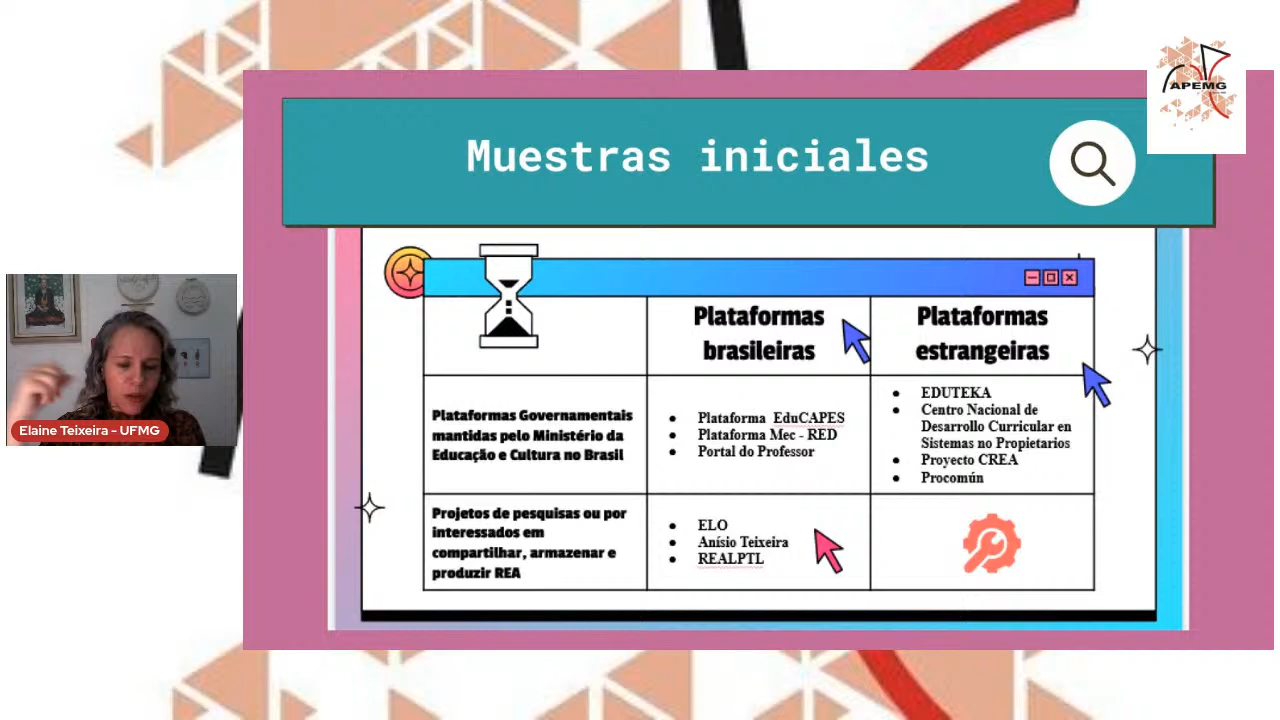 APEMG
Muestras iniciales
Plataformas
brasileiras
Plataformas
estrangeiras
Plataformas Governamentais
mantidas pelo Ministério da
Educação e Cultura no Brasil
Plataforma EduCAPES
Plataforma Mec - RED
Portal do Professor
EDUTEKA
Centro Nacional de
Desarrollo Curricular en
Sistemas no Propietarios
Proyecto CREA
Procomún
Projetos de pesquisas ou por
interessados em
compartilhar, armazenar e
produzir REA
ELO
Anísio Teixeira
REALPTL
Elaine Teixeira - UFMG